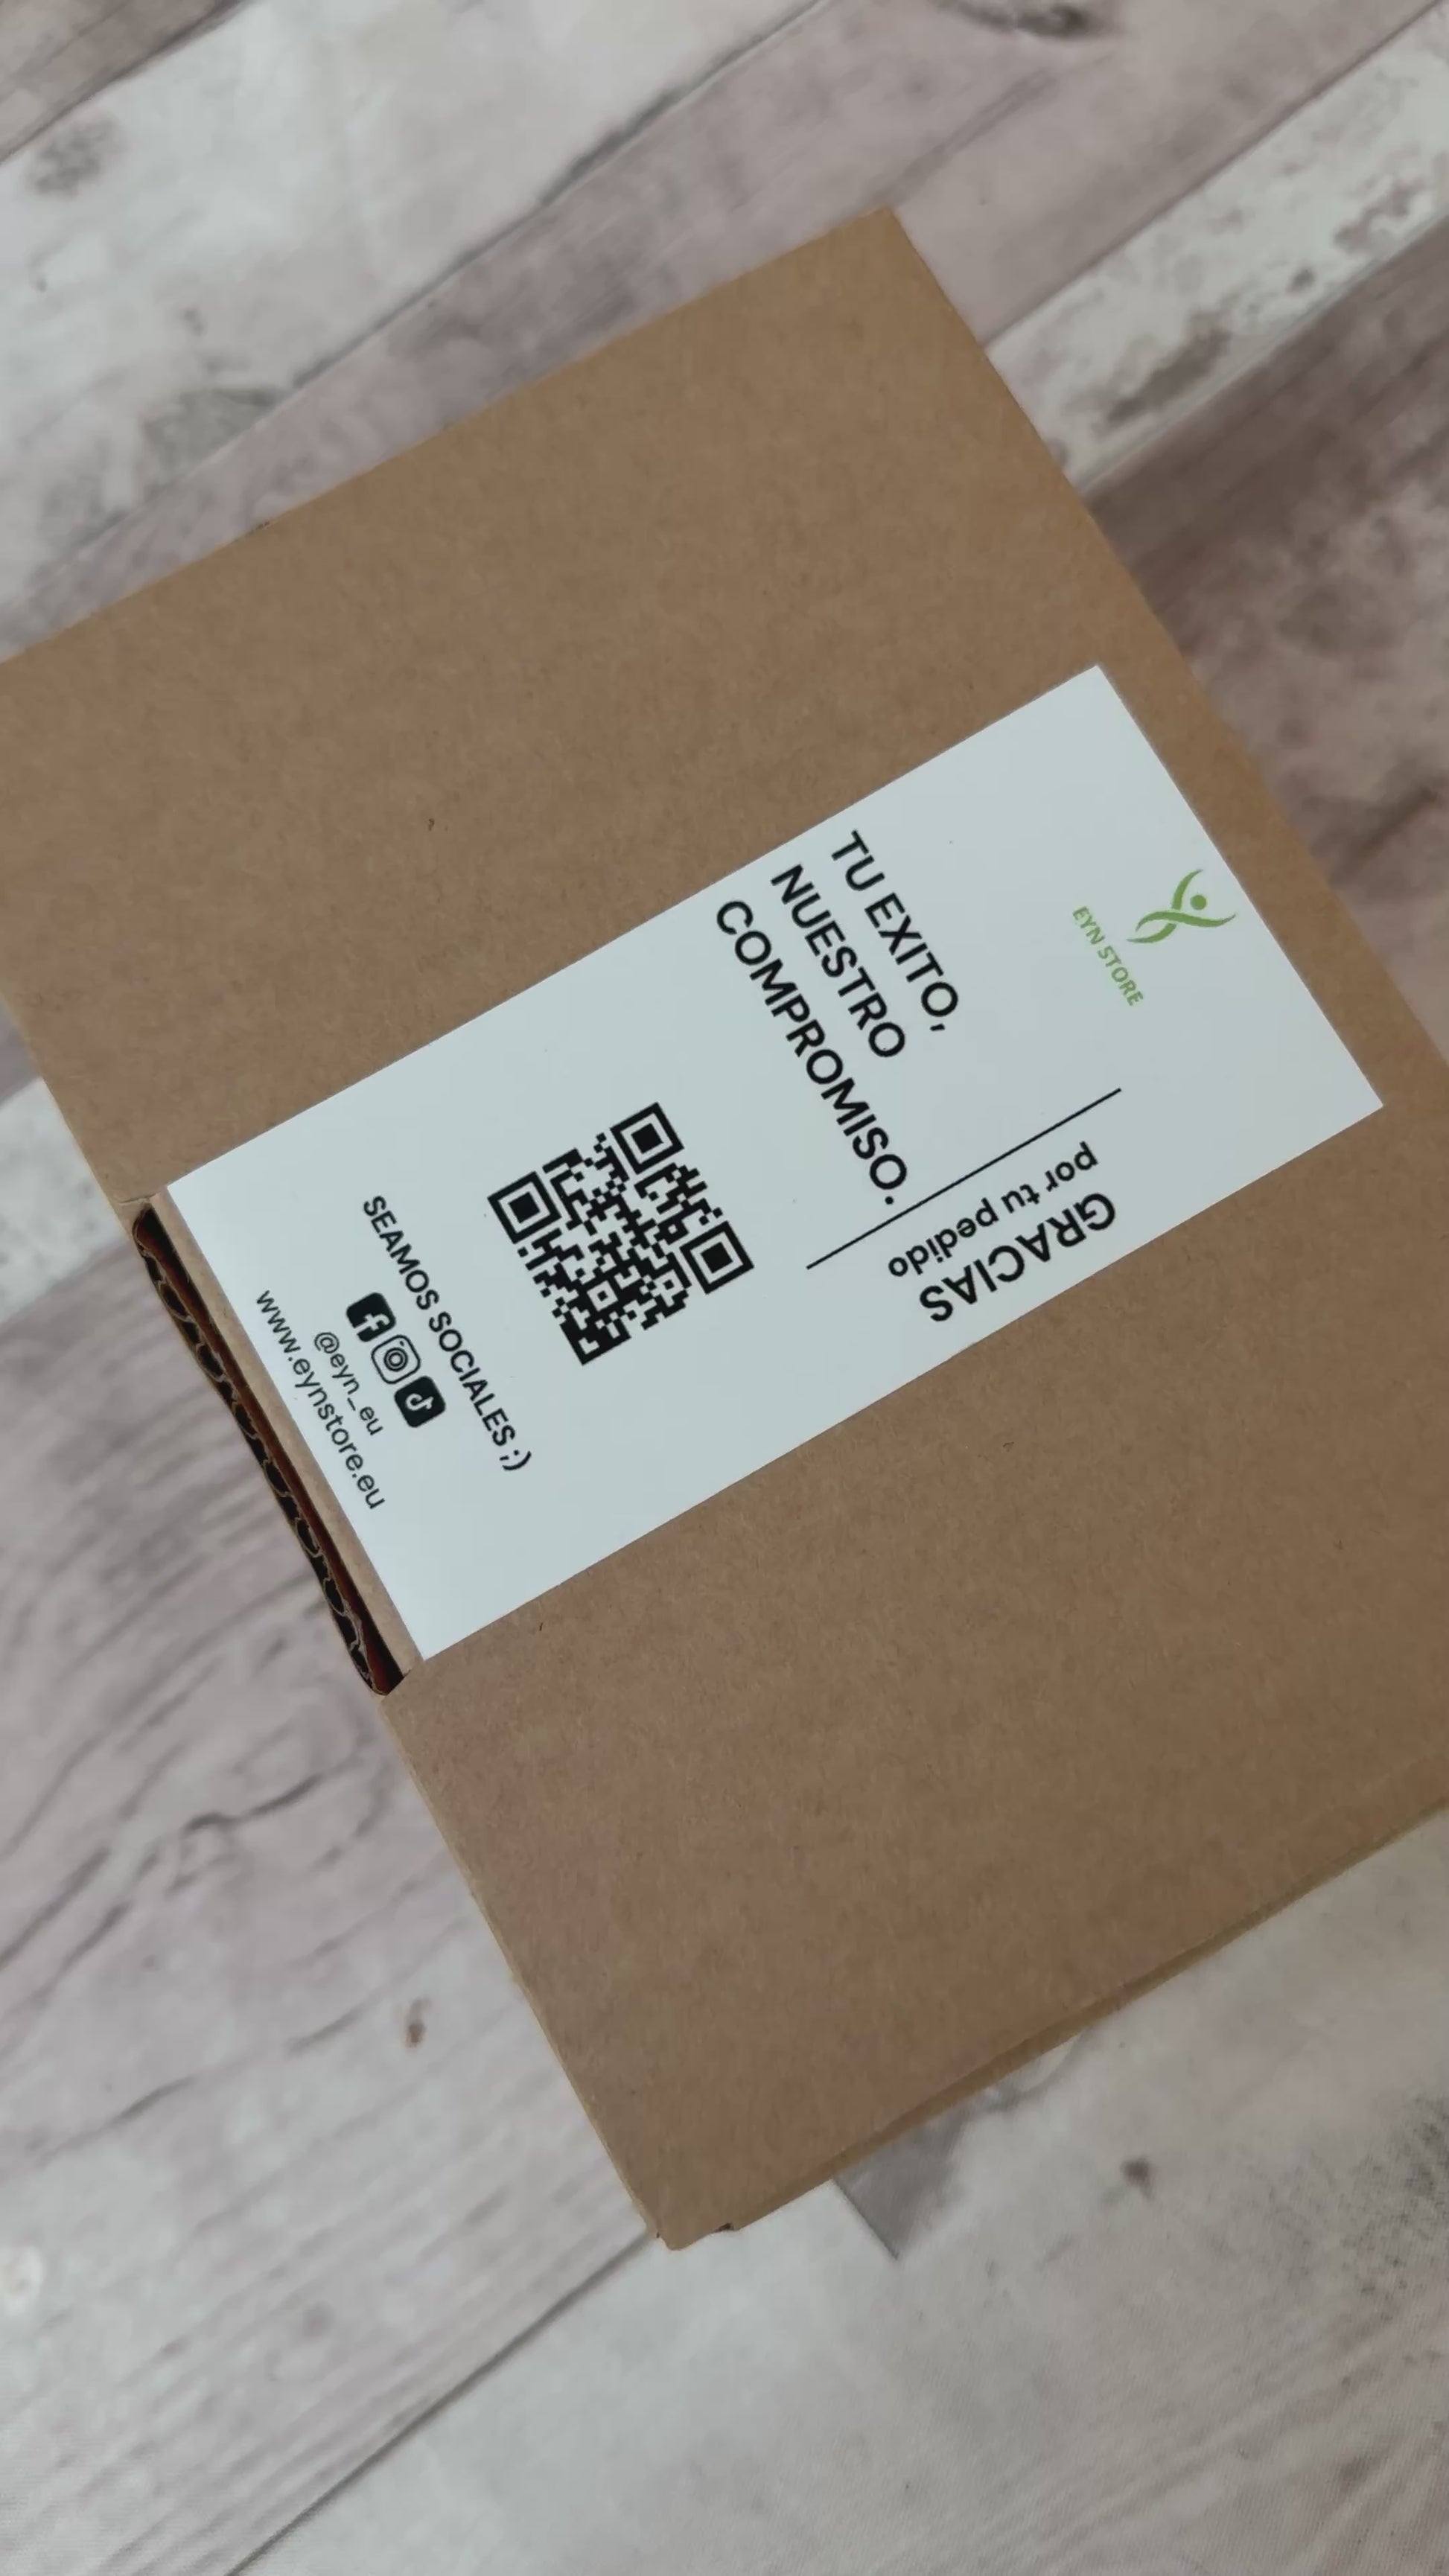 EYN STORE
TU EXITO,
NUESTRO
COMPROMISO.
GRACIAS
por tu pedido
SEAMOS SOCIALES ;)
@eyn_eu
www.eynstore.eu